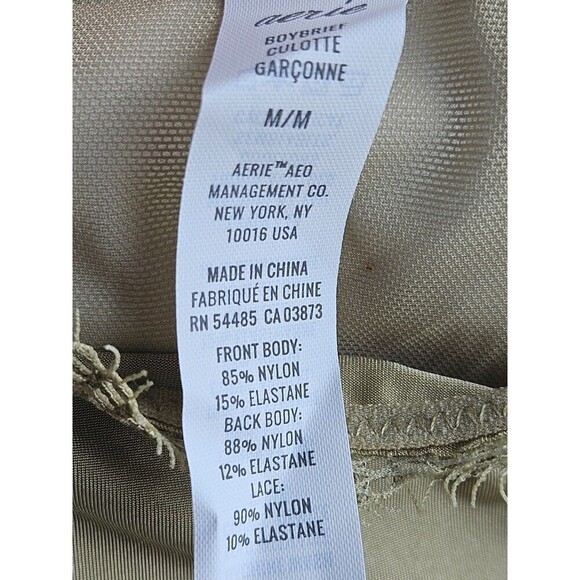 aerie
BOYBRIEF
CULOTTE
GARÇONNE
M/M
AERIE™AEO
MANAGEMENT CO.
NEW YORK, NY
10016 USA
MADE IN CHINA
FABRIQUÉ EN CHINE
RN 54485 CA 03873
FRONT BODY:
85% NYLON
15% ELASTANE
BACK BODY:
88% NYLON
12% ELASTANE
LACE:
90% NYLON
10% ELASTANE